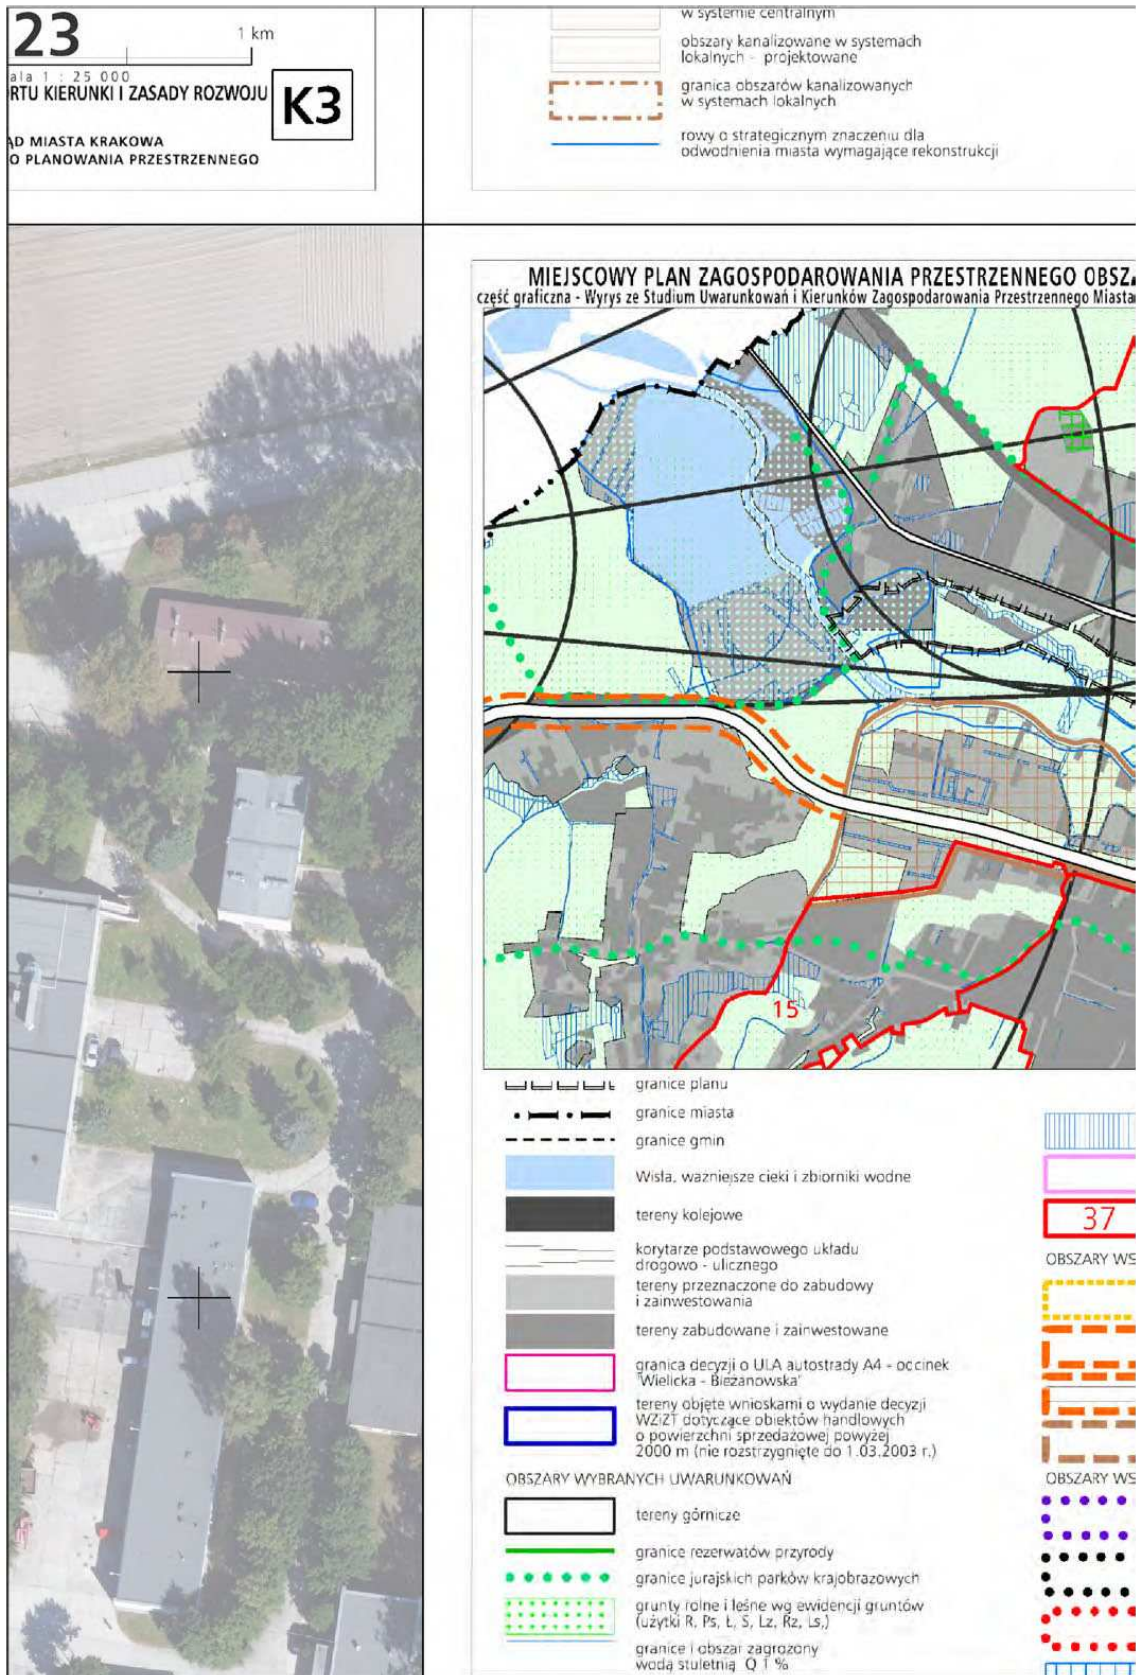 23
1 km
ala 1 : 25 000
RTU KIERUNKI I ZASADY ROZWOJU
K3
ĄD MIASTA KRAKOWA
O PLANOWANIA PRZESTRZENNEGO
w systemie centralnym
obszary kanalizowane w systemach
lokalnych - projektowane
granica obszarów kanalizowanych
w systemach lokalnych
rowy o strategicznym znaczeniu dla
odwodnienia miasta wymagające rekonstrukcji
MIEJSCOWY PLAN ZAGOSPODAROWANIA PRZESTRZENNEGO OBSZ
część graficzna - Wyrys ze Studium Uwarunkowań i Kierunków Zagospodarowania Przestrzennego Miasta
15
granice planu
granice miasta
granice gmin
Wisła, ważniejsze cieki i zbiorniki wodne
tereny kolejowe
korytarze podstawowego układu
drogowo - ulicznego
tereny przeznaczone do zabudowy
i zainwestowania
tereny zabudowane i zainwestowane
granica decyzji o ULA autostrady A4 - odcinek
"Wielicka - Bieżanowska"
tereny objęte wnioskami o wydanie decyzji
WZiZT dotyczące obiektów handlowych
o powierzchni sprzedażowej powyżej
2000 m (nie rozstrzygnięte do 1.03.2003 r.)
OBSZARY WYBRANYCH UWARUNKOWAŃ
tereny górnicze
granice rezerwatów przyrody
granice jurajskich parków krajobrazowych
grunty rolne i leśne wg ewidencji gruntów
(użytki R, Ps, Ł, S, Lz, Rz, Ls,)
granice i obszar zagrożony
wodą stuletnią Q 1 %
37
OBSZARY WS
OBSZARY WS